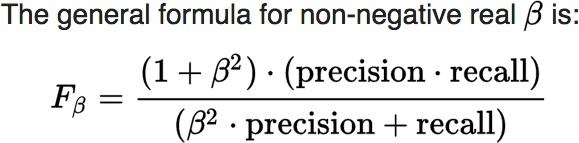 The general formula for non-negative real β is:
F_β = (1 + β²) · (precision · recall) / (β² · precision + recall)